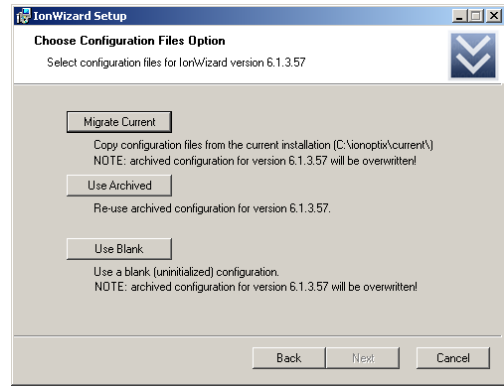 IonWizard Setup
Choose Configuration Files Option
Select configuration files for IonWizard version 6.1.3.57
Migrate Current
Copy configuration files from the current installation (C:\ionoptix\current\)
NOTE: archived configuration for version 6.1.3.57 will be overwritten!
Use Archived
Re-use archived configuration for version 6.1.3.57.
Use Blank
Use a blank (uninitialized) configuration.
NOTE: archived configuration for version 6.1.3.57 will be overwritten!
Back Next Cancel